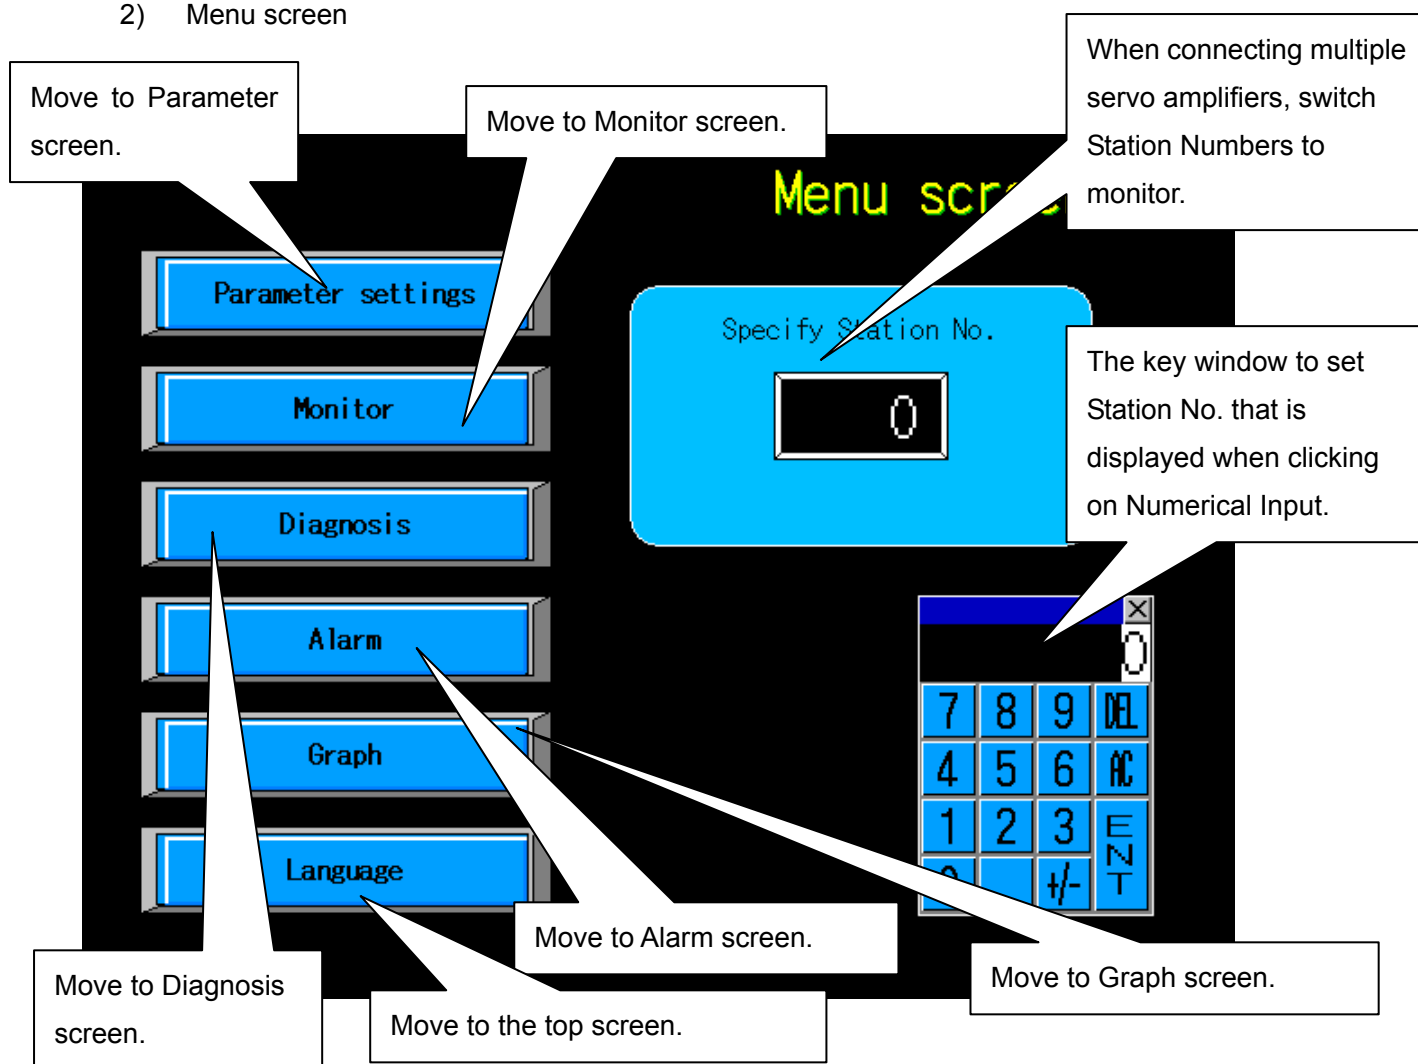 2) Menu screen
Move to Parameter
screen.
Move to Monitor screen.
When connecting multiple
servo amplifiers, switch
Station Numbers to
monitor.
Menu
Parameter settings
Specify Station No.
Monitor
0
The key window to set
Station No. that is
displayed when clicking
on Numerical Input.
Diagnosis
Alarm
0
7 8 9 DEL
Graph
4 5 6 AC
1 2 3 ENT
Language
+/-
Move to Alarm screen.
Move to Graph screen.
Move to Diagnosis
screen.
Move to the top screen.